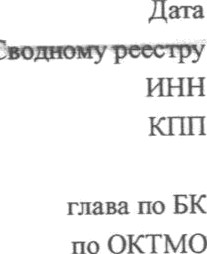 Дата
Сводному реестру
ИНН
КПП
глава по БК
по ОКТМО